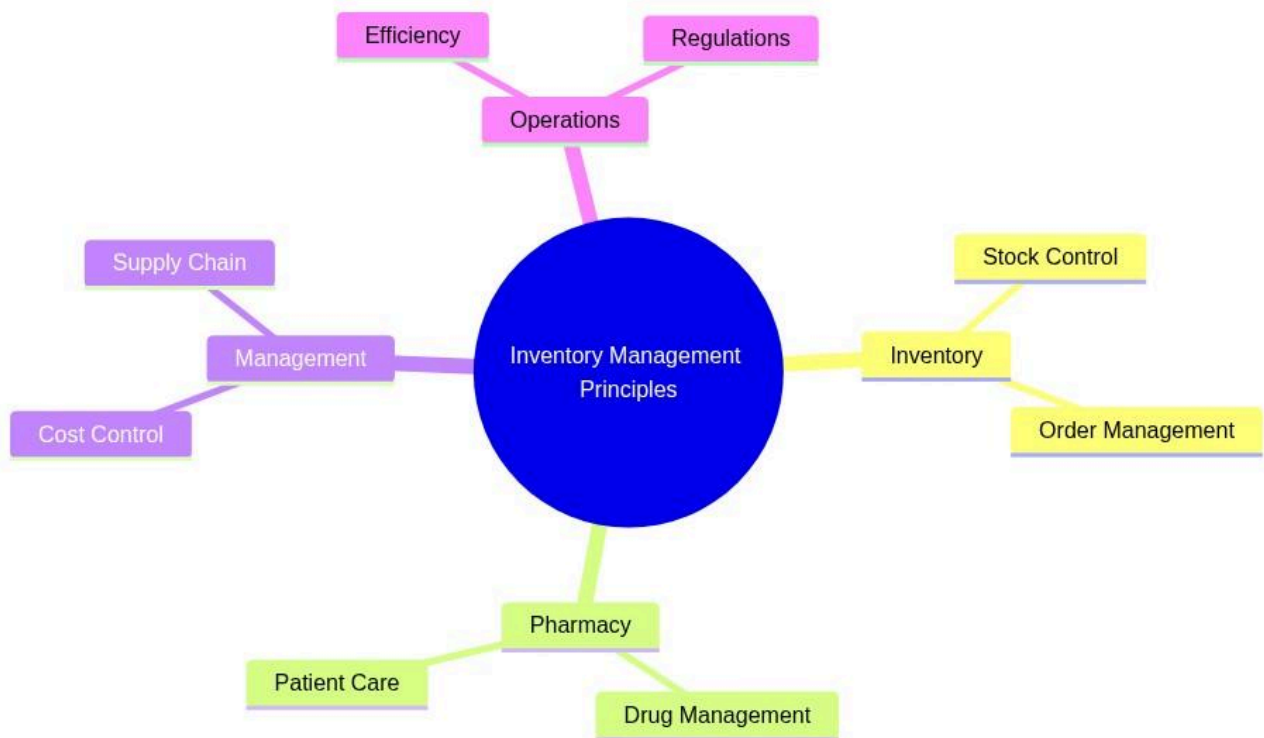 Efficiency
Regulations
Operations
Supply Chain
Stock Control
Management
Inventory Management
Principles
Inventory
Cost Control
Order Management
Pharmacy
Patient Care
Drug Management